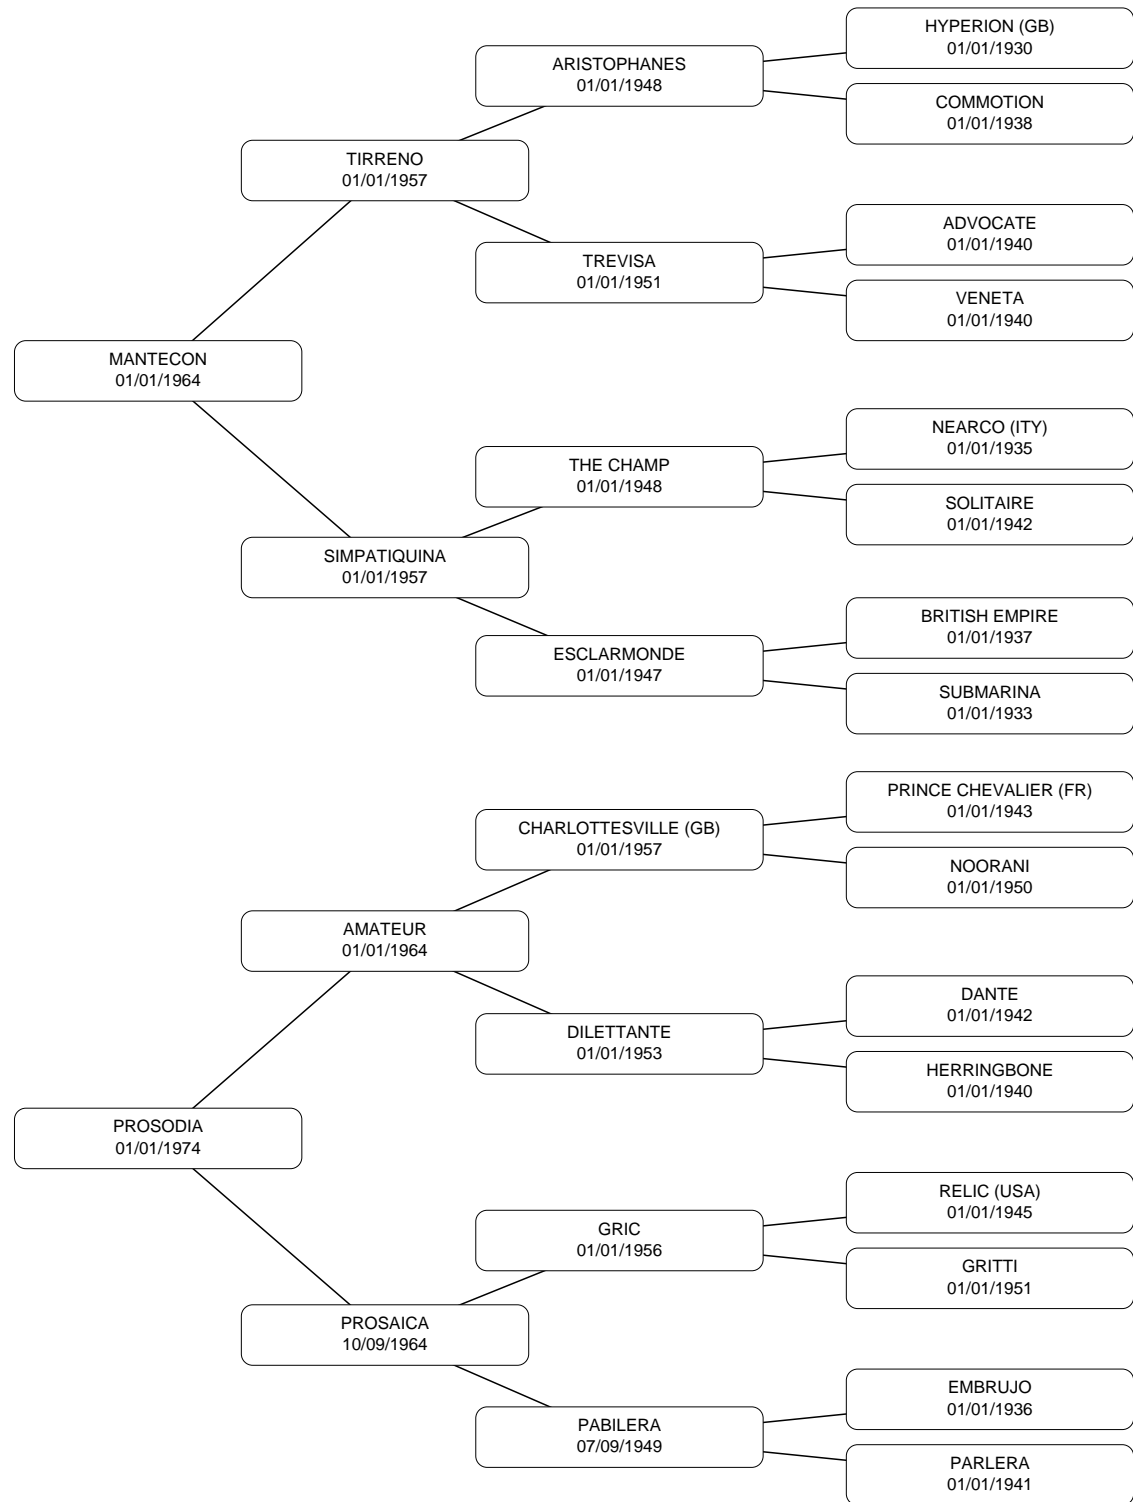 HYPERION (GB)
01/01/1930
ARISTOPHANES
01/01/1948
COMMOTION
01/01/1938
TIRRENO
01/01/1957
ADVOCATE
01/01/1940
TREVISA
01/01/1951
VENETA
01/01/1940
MANTECON
01/01/1964
NEARCO (ITY)
01/01/1935
THE CHAMP
01/01/1948
SOLITAIRE
01/01/1942
SIMPATIQUINA
01/01/1957
BRITISH EMPIRE
01/01/1937
ESCLARMONDE
01/01/1947
SUBMARINA
01/01/1933
PRINCE CHEVALIER (FR)
01/01/1943
CHARLOTTESVILLE (GB)
01/01/1957
NOORANI
01/01/1950
AMATEUR
01/01/1964
DANTE
01/01/1942
DILETTANTE
01/01/1953
HERRINGBONE
01/01/1940
PROSODIA
01/01/1974
RELIC (USA)
01/01/1945
GRIC
01/01/1956
GRITTI
01/01/1951
PROSAICA
10/09/1964
EMBRUJO
01/01/1936
PABILERA
07/09/1949
PARLERA
01/01/1941